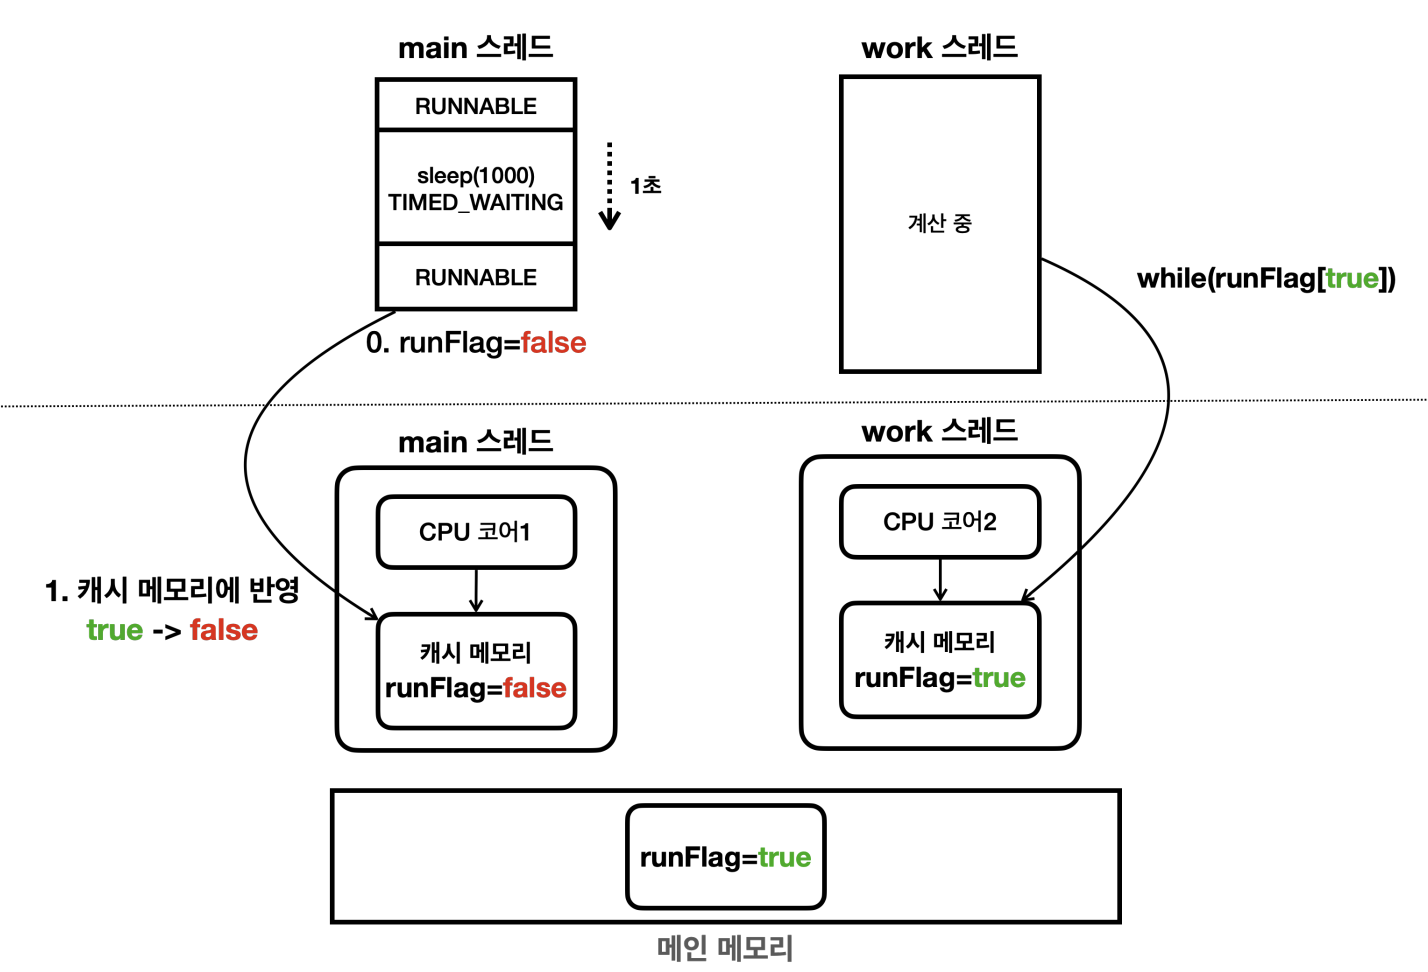 main 스레드
RUNNABLE
sleep(1000)
TIMED_WAITING
RUNNABLE
1초
0. runFlag=false
work 스레드
계산 중
while(runFlag[true])
main 스레드
CPU 코어1
캐시 메모리
runFlag=false
1. 캐시 메모리에 반영
true -> false
work 스레드
CPU 코어2
캐시 메모리
runFlag=true
runFlag=true
메인 메모리